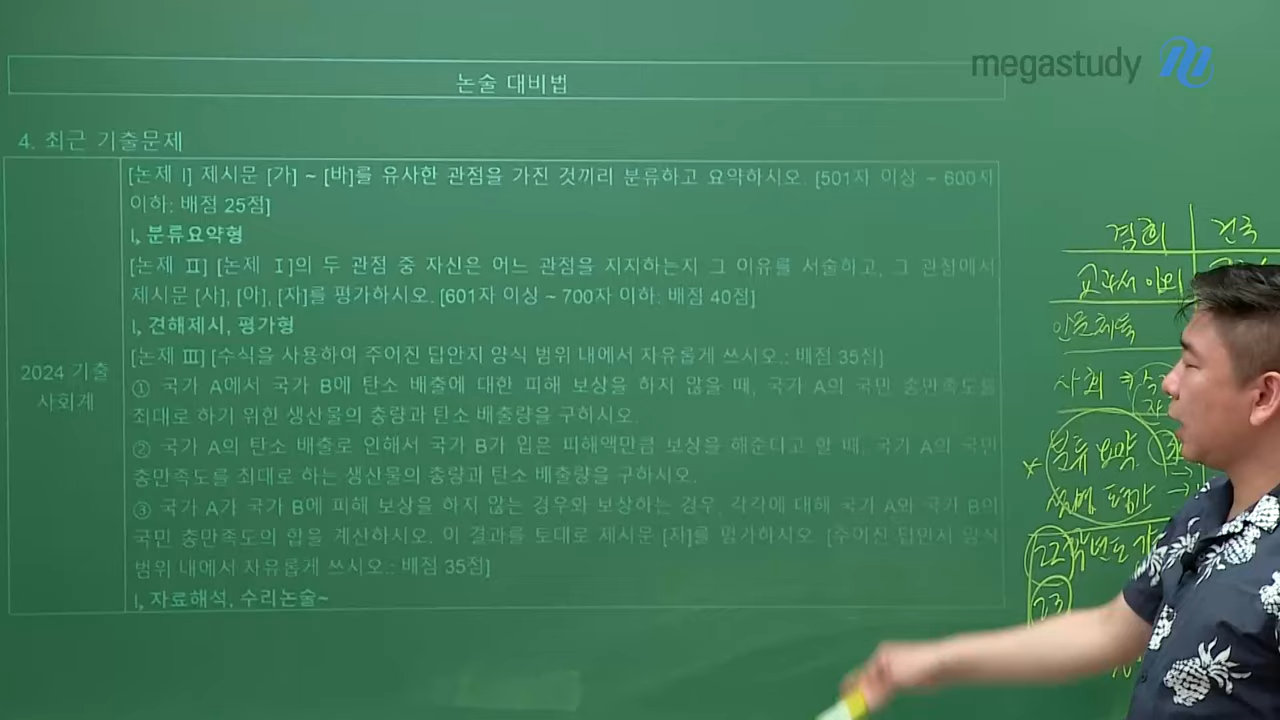 megastudy
논술 대비법
4. 최근 기출문제
2024 기출
사회계
[논제 Ⅰ] 제시문 [가] ~ [바]를 유사한 관점을 가진 것끼리 분류하고 요약하시오. [501자 이상 ~ 600자
이하: 배점 25점]
분류요약형
[논제 Ⅱ] [논제 Ⅰ]의 두 관점 중 자신은 어느 관점을 지지하는지 그 이유를 서술하고, 그 관점에서
제시문 [사], [아], [자]를 평가하시오. [601자 이상 ~ 700자 이하: 배점 40점]
견해제시, 평가형
[논제 Ⅲ] [수식을 사용하여 주어진 답안지 양식 범위 내에서 자유롭게 쓰시오.: 배점 35점]
① 국가 A에서 국가 B에 탄소 배출에 대한 피해 보상을 하지 않을 때, 국가 A의 국민 총만족도를
최대로 하기 위한 생산물의 총량과 탄소 배출량을 구하시오.
② 국가 A의 탄소 배출로 인해서 국가 B가 입은 피해액만큼 보상을 해준다고 할 때, 국가 A의 국민
총만족도를 최대로 하는 생산물의 총량과 탄소 배출량을 구하시오.
③ 국가 A가 국가 B에 피해 보상을 하지 않는 경우와 보상하는 경우, 각각에 대해 국가 A와 국가 B의
국민 총만족도의 합을 계산하시오. 이 결과를 토대로 제시문 [자]를 평가하시오. [주어진 답안지 양식
범위 내에서 자유롭게 쓰시오.: 배점 35점]
자료해석, 수리논술~
경희 건국
교과서 이외
인문체육
사회
분류 요약
평가
22학년도
23